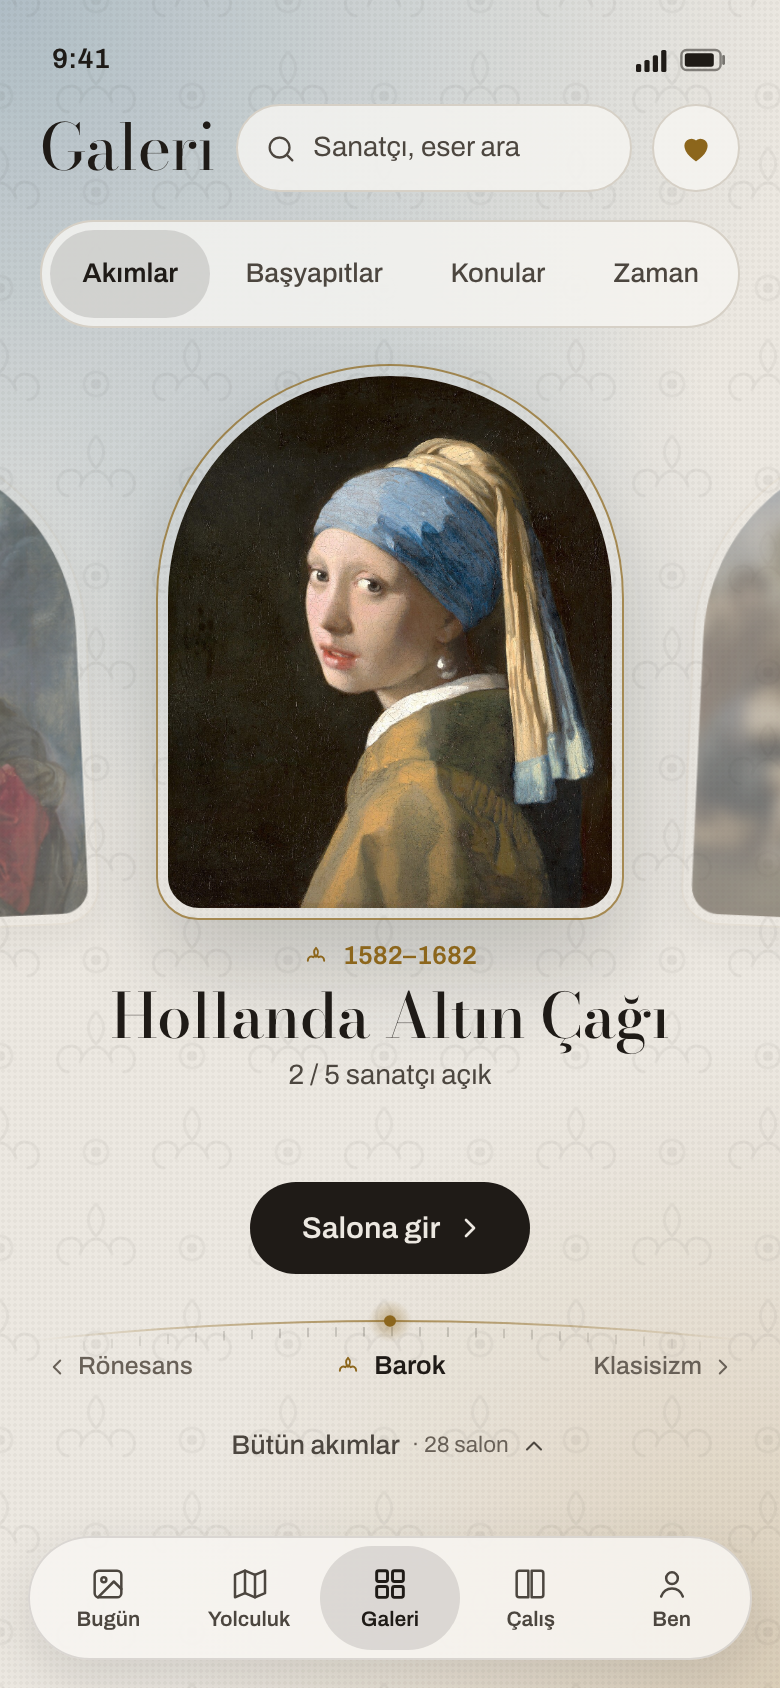 9:41
Galeri
Sanatçı, eser ara
Akımlar
Başyapıtlar
Konular
Zaman
1582–1682
Hollanda Altın Çağı
2 / 5 sanatçı açık
Salona gir
Rönesans
Barok
Klasisizm
Bütün akımlar · 28 salon
Bugün
Yolculuk
Galeri
Çalış
Ben